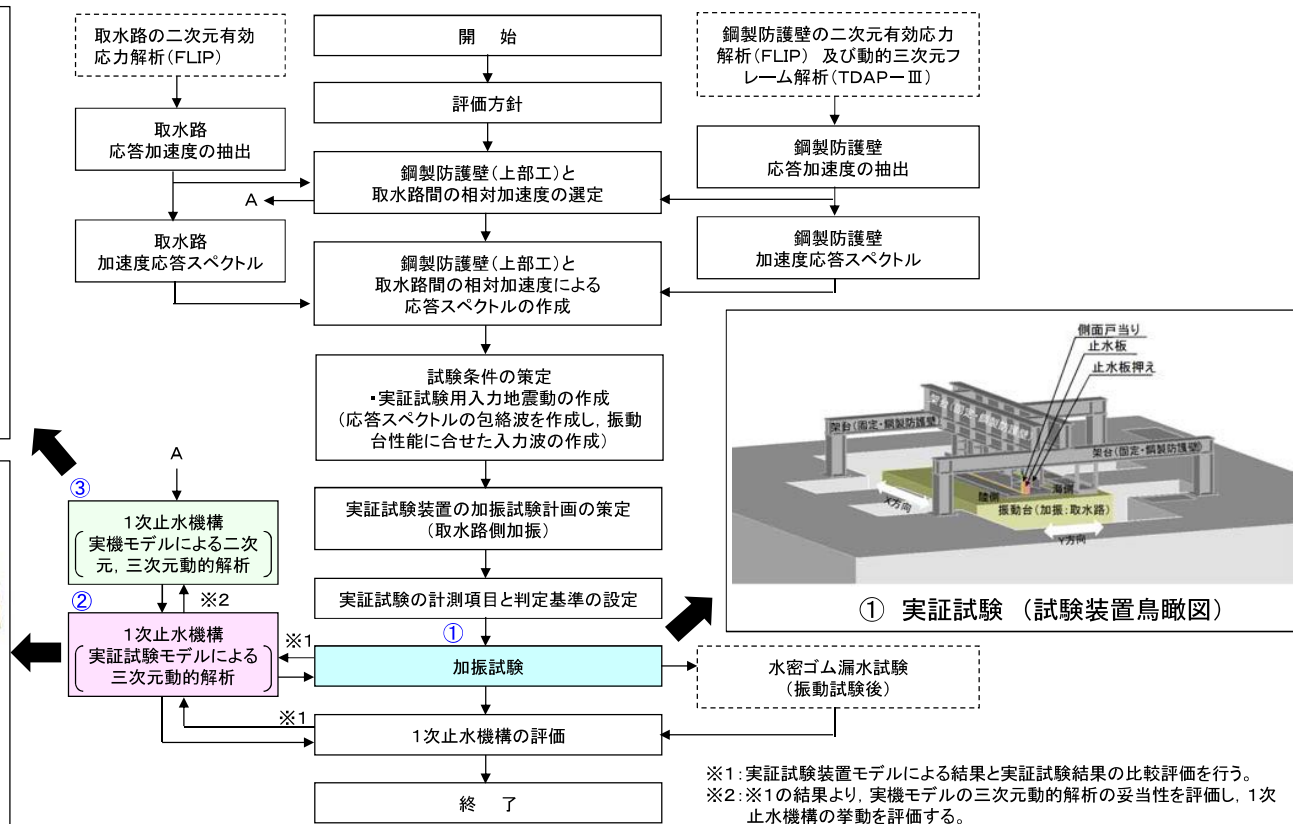 取水路の二次元有効
応力解析(FLIP)
取水路
応答加速度の抽出
取水路
加速度応答スペクトル
開　始
評価方針
鋼製防護壁(上部工)と
取水路間の相対加速度の選定
A
鋼製防護壁(上部工)と
取水路間の相対加速度による
応答スペクトルの作成
鋼製防護壁の二次元有効応力
解析(FLIP) 及び動的三次元フ
レーム解析(TDAP－Ⅲ)
鋼製防護壁
応答加速度の抽出
鋼製防護壁
加速度応答スペクトル
試験条件の策定
・実証試験用入力地震動の作成
(応答スペクトルの包絡波を作成し，振動
台性能に合せた入力波の作成)
実証試験装置の加振試験計画の策定
(取水路側加振)
実証試験の計測項目と判定基準の設定
①
加振試験
1次止水機構の評価
終　了
A
③
1次止水機構
実機モデルによる二次
元，三次元動的解析
※2
②
1次止水機構
実証試験モデルによる
三次元動的解析
※1
※1
水密ゴム漏水試験
(振動試験後)
側面戸当り
止水板
止水板押え
架台(固定・鋼製防護壁)
架台(固定・鋼製防護壁)
架台(固定・鋼製防護壁)
陸側
海側
振動台(加振：取水路)
X方向
Y方向
① 実証試験 (試験装置鳥瞰図)
※1：実証試験装置モデルによる結果と実証試験結果の比較評価を行う。
※2：※1の結果より，実機モデルの三次元動的解析の妥当性を評価し，1次
止水機構の挙動を評価する。